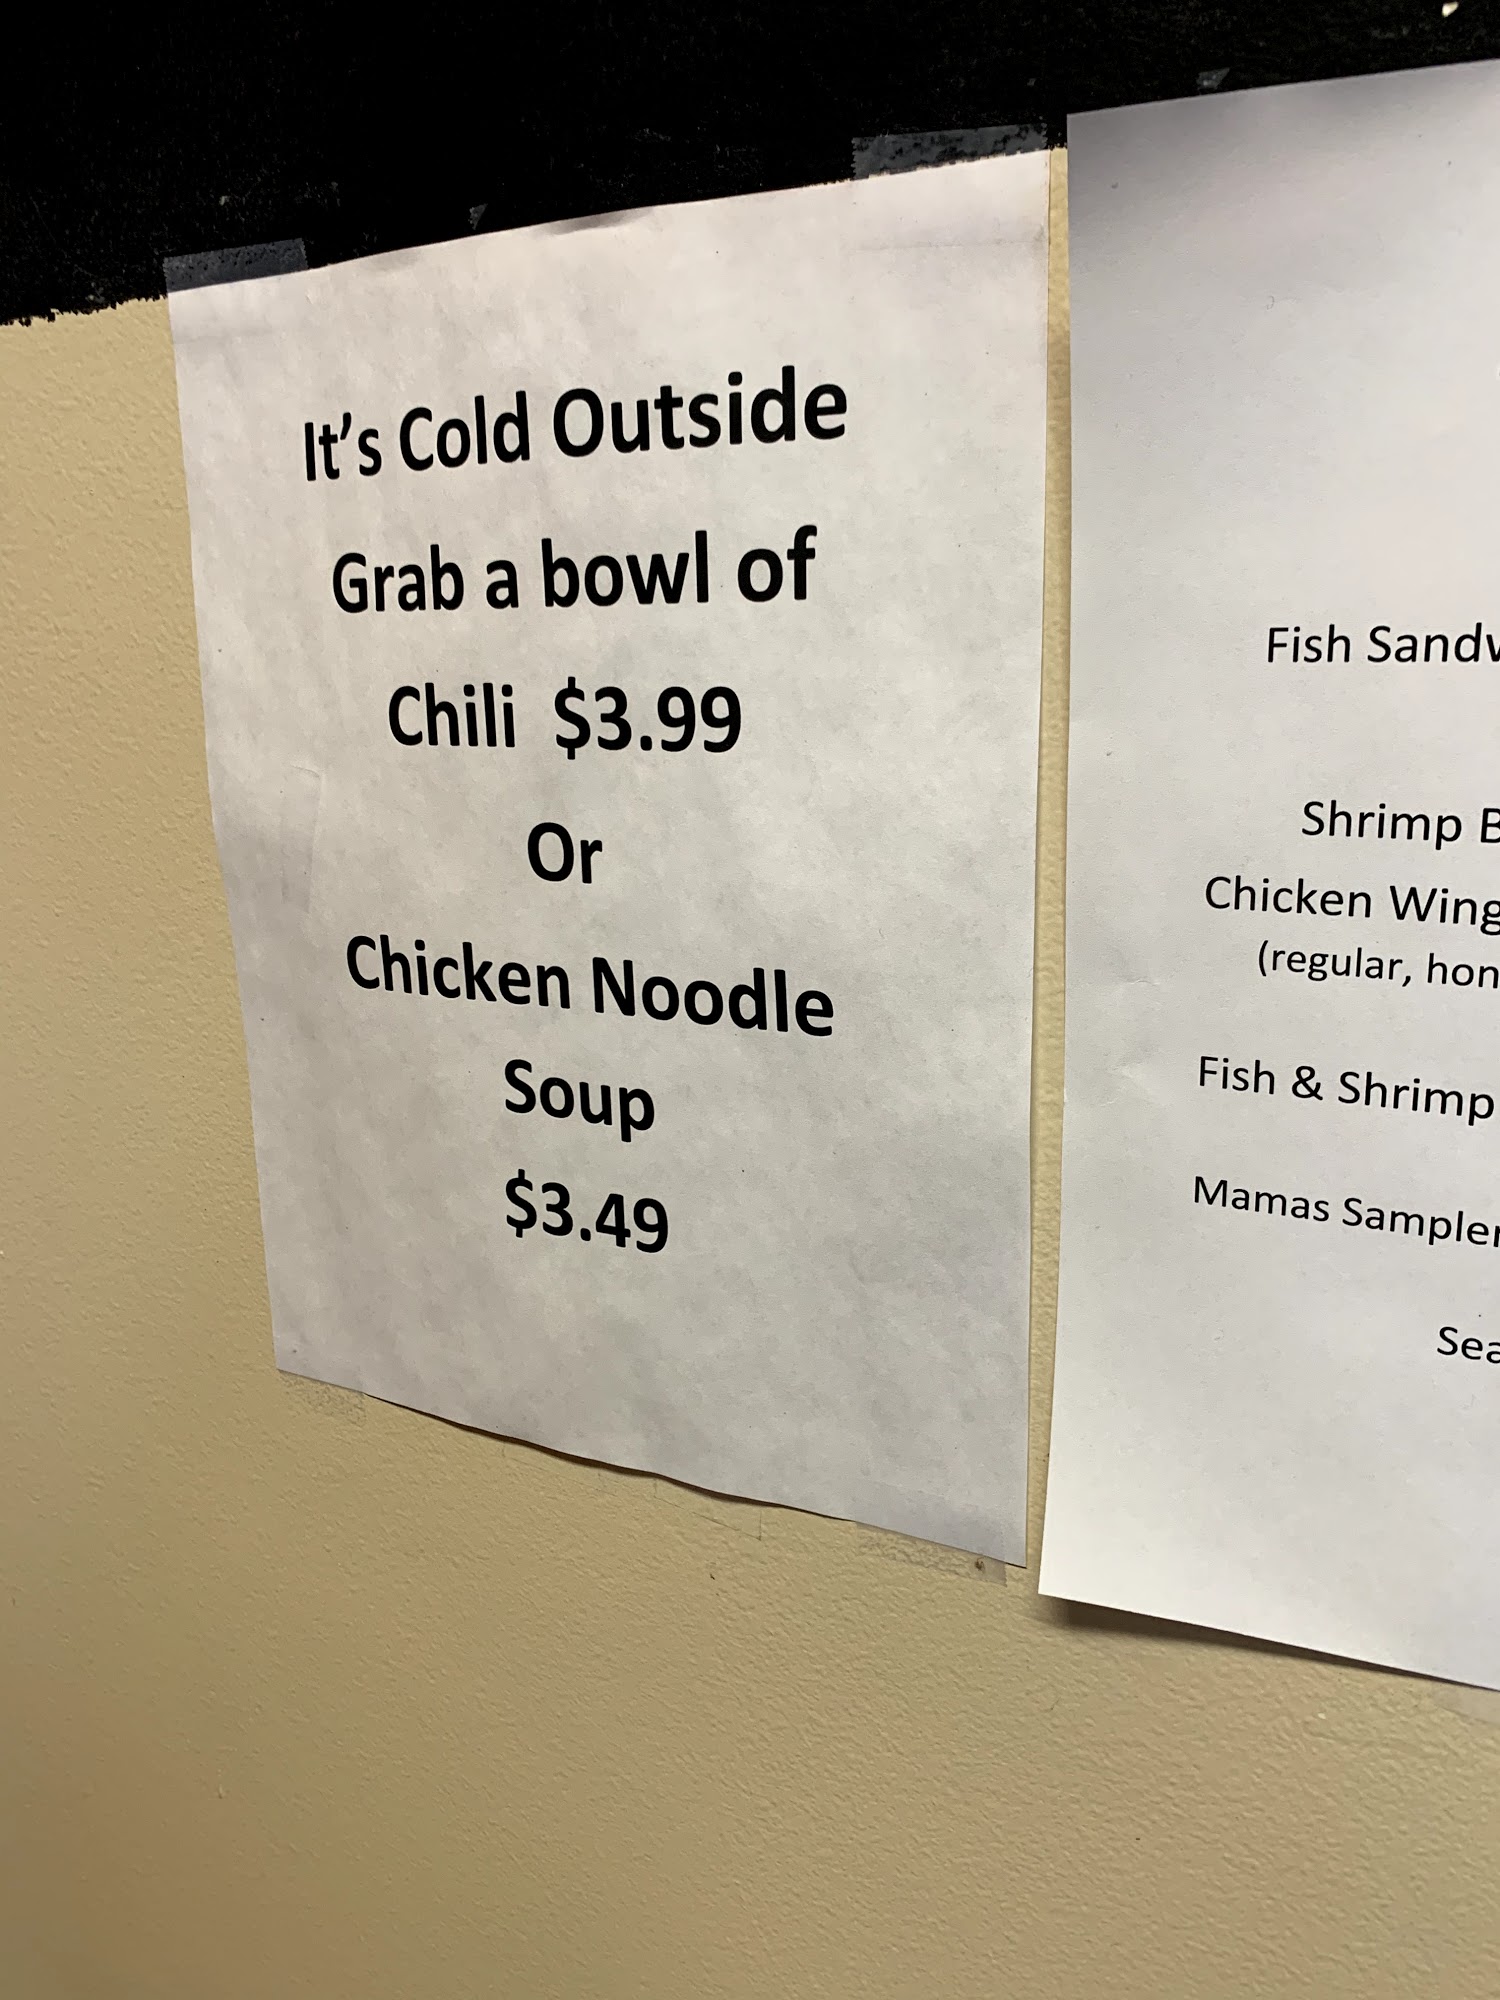 It's Cold Outside
Grab a bowl of
Chili $3.99
Or
Chicken Noodle
Soup
$3.49
Fish Sandw
Shrimp B
Chicken Wing
(regular, hon
Fish & Shrimp
Mamas Sampler
Sea